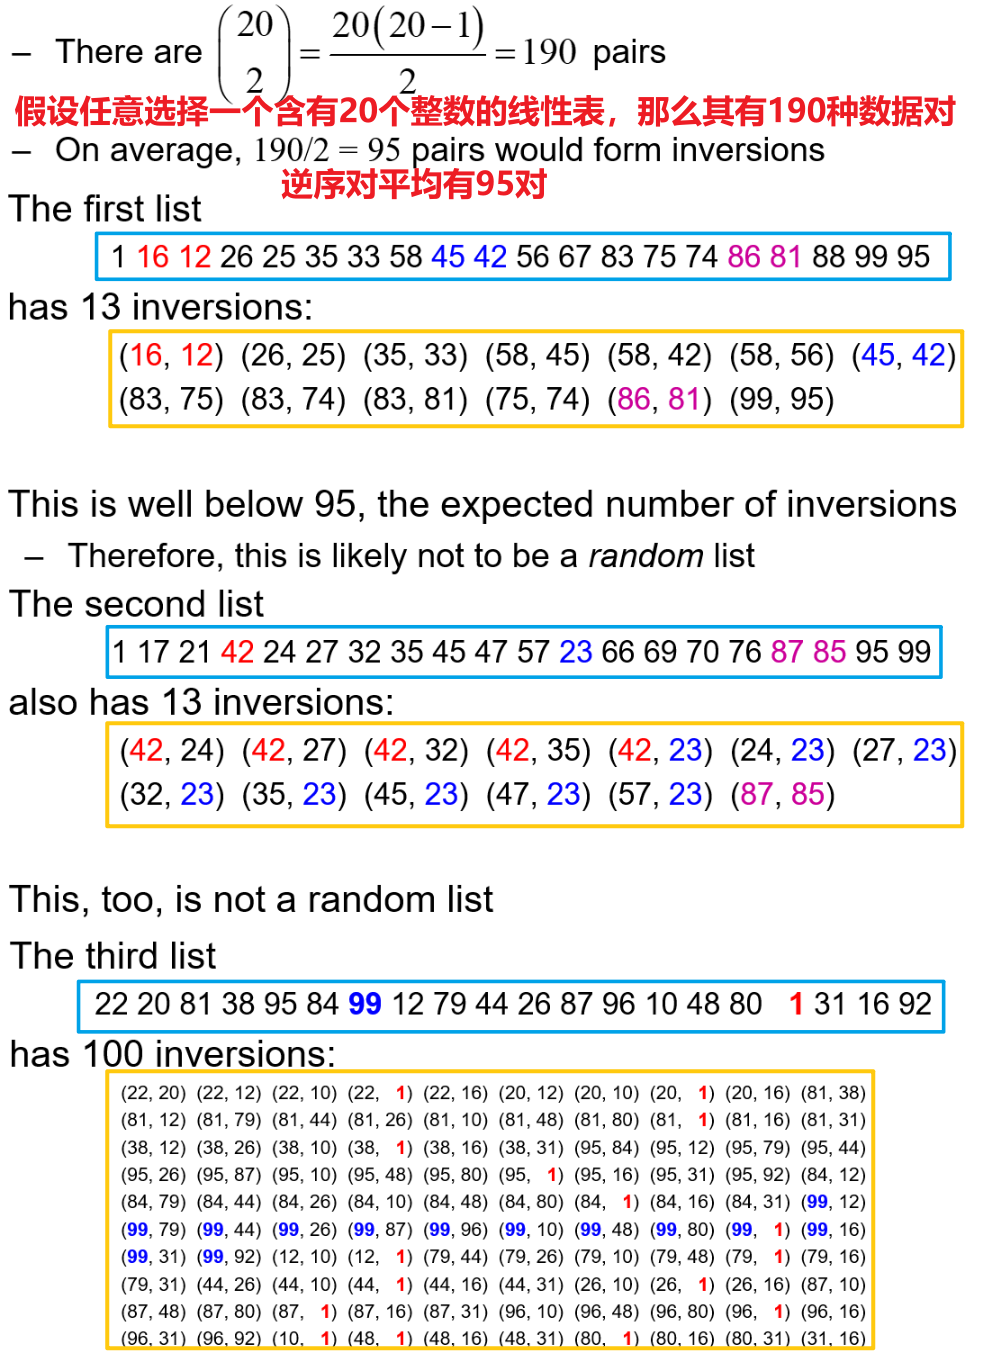 – There are (20 2) = 20(20−1)/2 = 190 pairs
假设任意选择一个含有20个整数的线性表，那么其有190种数据对
– On average, 190/2 = 95 pairs would form inversions
逆序对平均有95对
The first list
1 16 12 26 25 35 33 58 45 42 56 67 83 75 74 86 81 88 99 95
has 13 inversions:
(16, 12) (26, 25) (35, 33) (58, 45) (58, 42) (58, 56) (45, 42)
(83, 75) (83, 74) (83, 81) (75, 74) (86, 81) (99, 95)
This is well below 95, the expected number of inversions
– Therefore, this is likely not to be a random list
The second list
1 17 21 42 24 27 32 35 45 47 57 23 66 69 70 76 87 85 95 99
also has 13 inversions:
(42, 24) (42, 27) (42, 32) (42, 35) (42, 23) (24, 23) (27, 23)
(32, 23) (35, 23) (45, 23) (47, 23) (57, 23) (87, 85)
This, too, is not a random list
The third list
22 20 81 38 95 84 99 12 79 44 26 87 96 10 48 80 1 31 16 92
has 100 inversions:
(22, 20) (22, 12) (22, 10) (22, 1) (22, 16) (20, 12) (20, 10) (20, 1) (20, 16) (81, 38)
(81, 12) (81, 79) (81, 44) (81, 26) (81, 10) (81, 48) (81, 80) (81, 1) (81, 16) (81, 31)
(38, 12) (38, 26) (38, 10) (38, 1) (38, 16) (38, 31) (95, 84) (95, 12) (95, 79) (95, 44)
(95, 26) (95, 87) (95, 10) (95, 48) (95, 80) (95, 1) (95, 16) (95, 31) (95, 92) (84, 12)
(84, 79) (84, 44) (84, 26) (84, 10) (84, 48) (84, 80) (84, 1) (84, 16) (84, 31) (99, 12)
(99, 79) (99, 44) (99, 26) (99, 87) (99, 96) (99, 10) (99, 48) (99, 80) (99, 1) (99, 16)
(99, 31) (99, 92) (12, 10) (12, 1) (79, 44) (79, 26) (79, 10) (79, 48) (79, 1) (79, 16)
(79, 31) (44, 26) (44, 10) (44, 1) (44, 16) (44, 31) (26, 10) (26, 1) (26, 16) (87, 10)
(87, 48) (87, 80) (87, 1) (87, 16) (87, 31) (96, 10) (96, 48) (96, 80) (96, 1) (96, 16)
(96, 31) (96, 92) (10, 1) (48, 1) (48, 16) (48, 31) (80, 1) (80, 16) (80, 31) (31, 16)